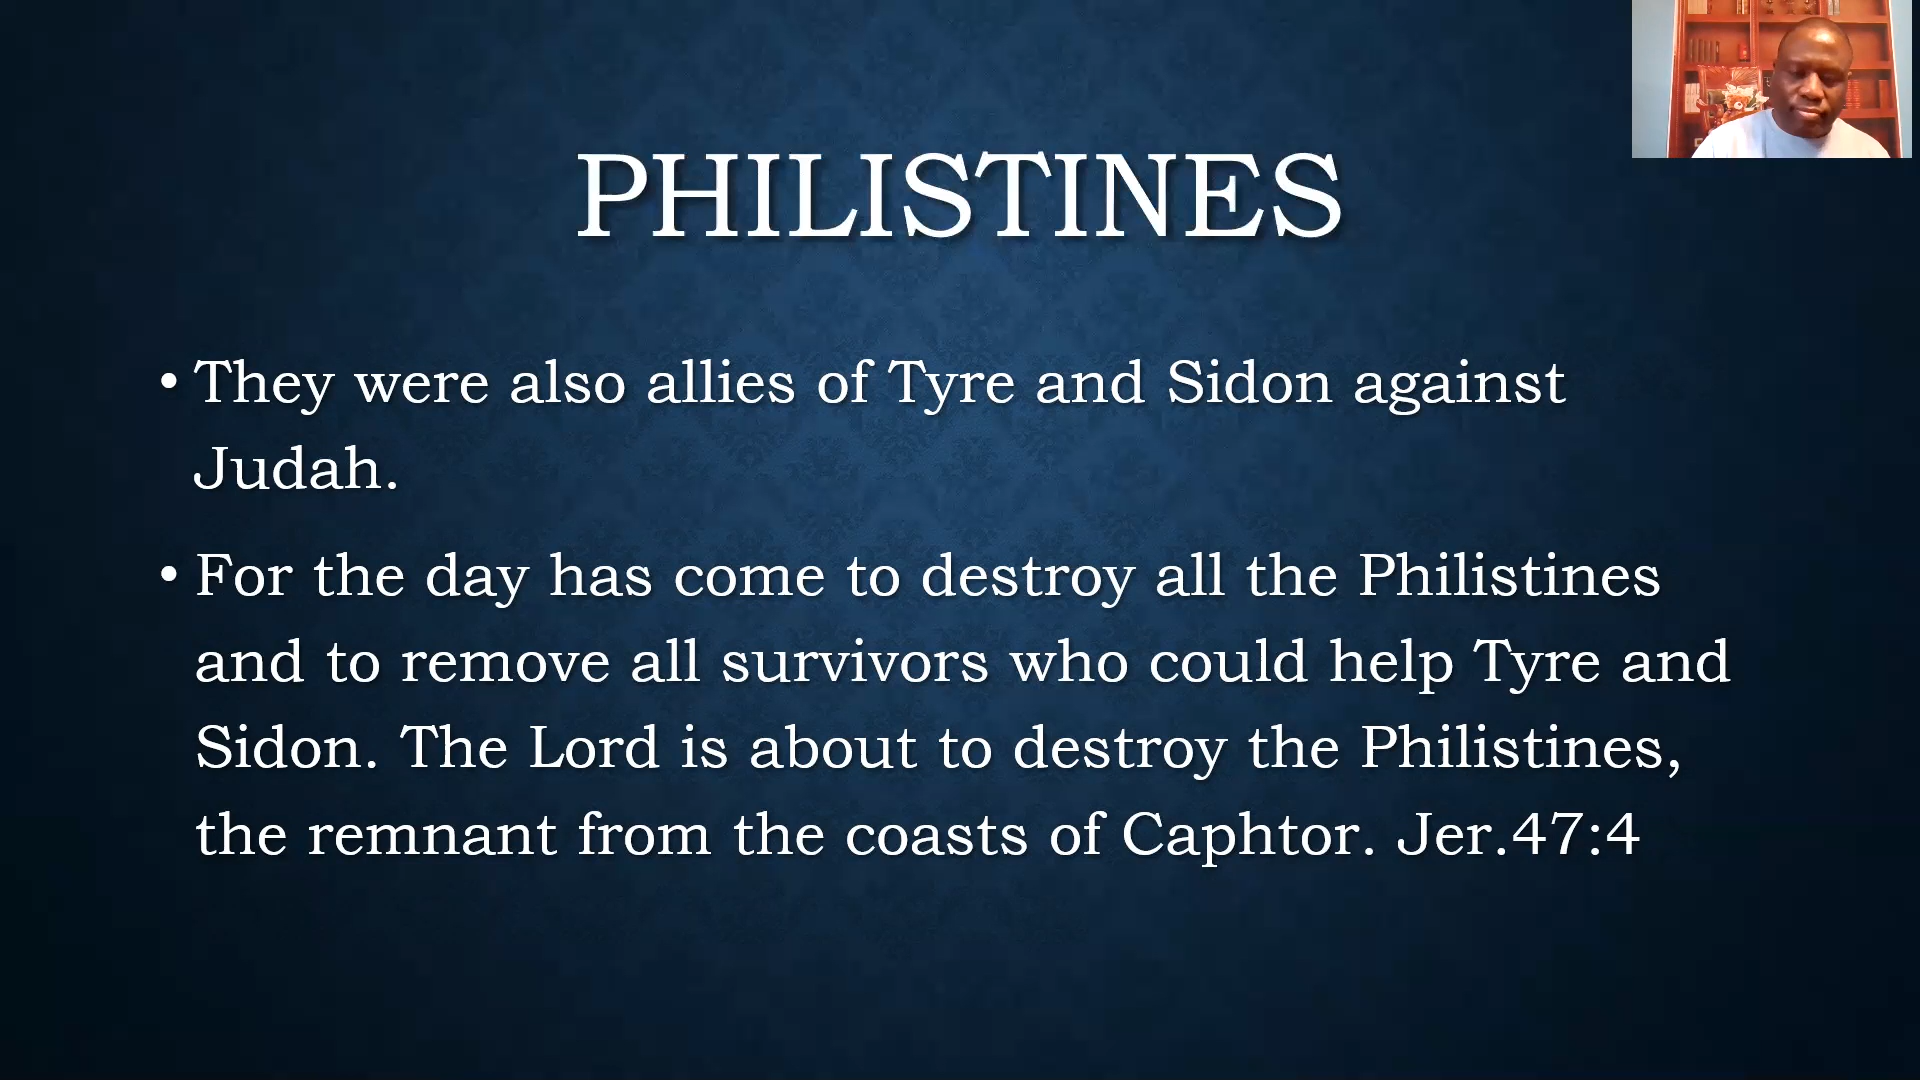 PHILISTINES
• They were also allies of Tyre and Sidon against
Judah.
• For the day has come to destroy all the Philistines
and to remove all survivors who could help Tyre and
Sidon. The Lord is about to destroy the Philistines,
the remnant from the coasts of Caphtor. Jer.47:4